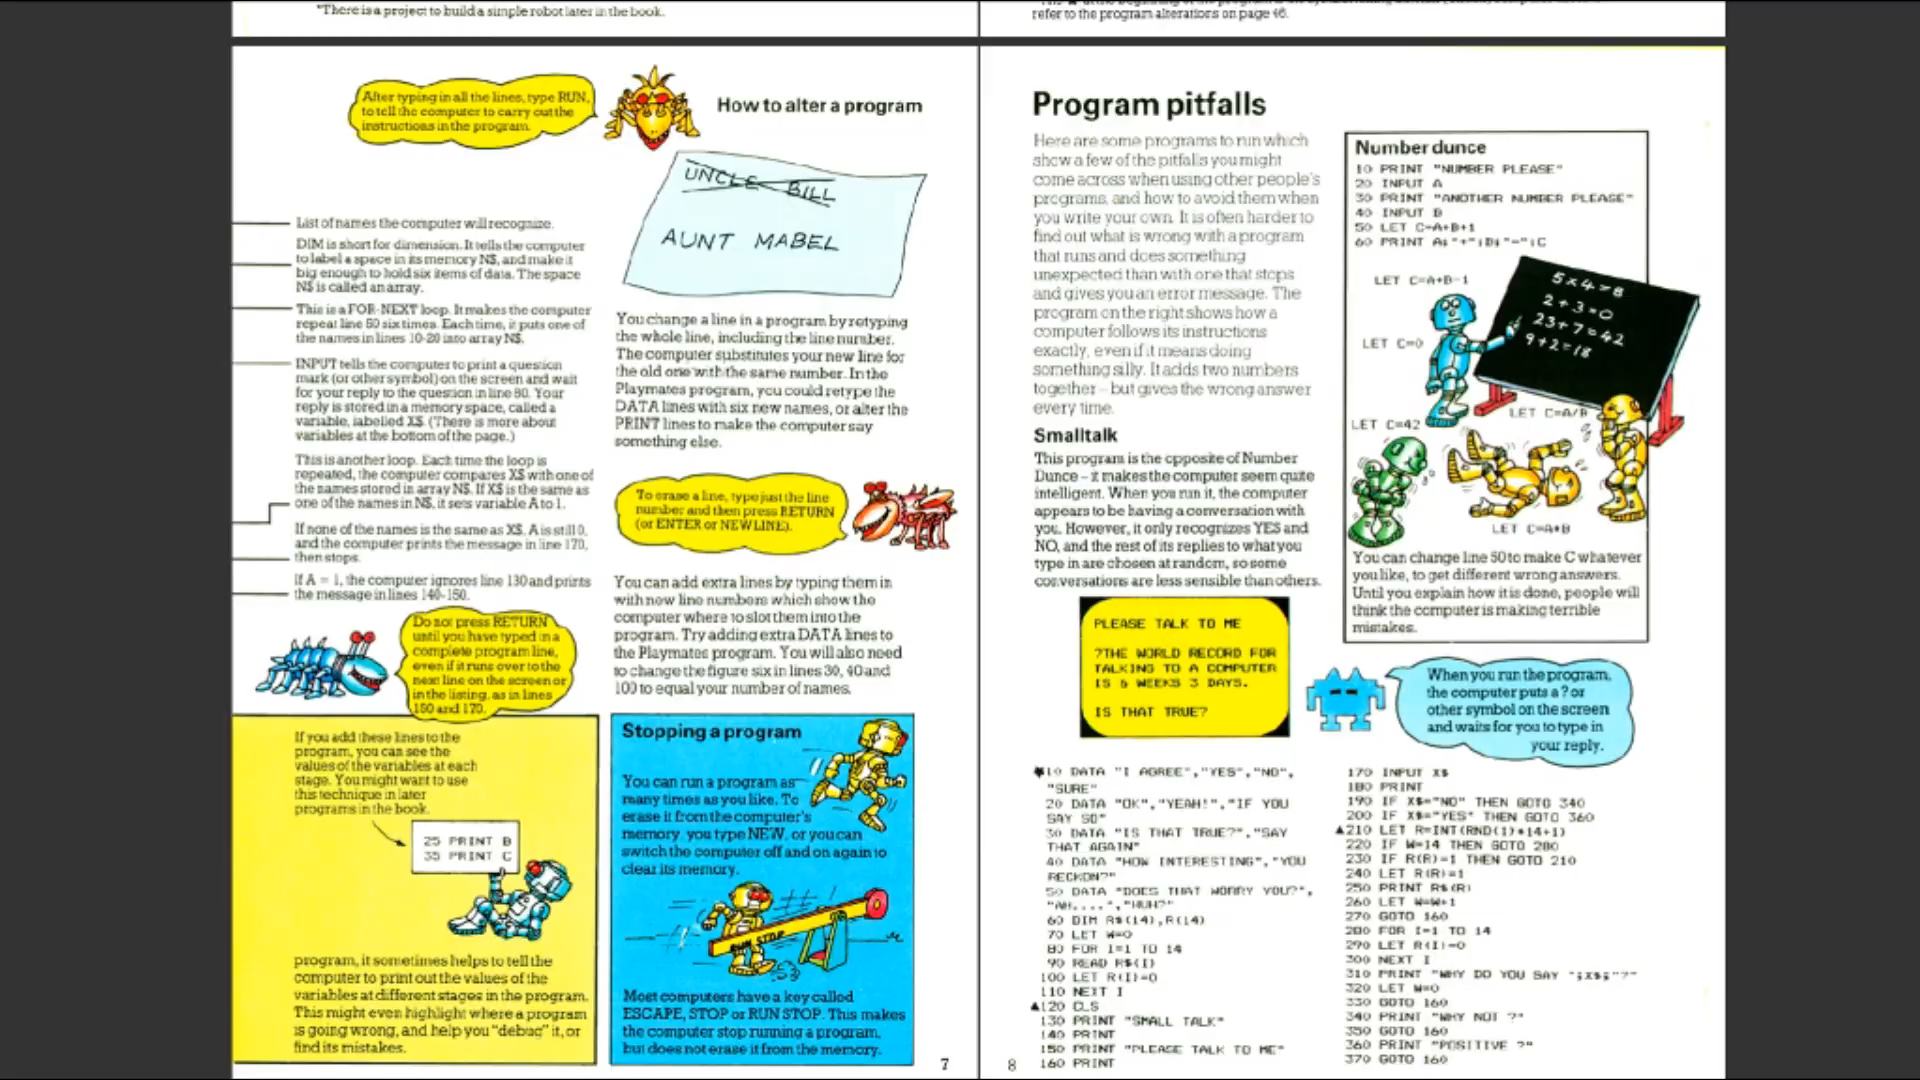 *There is a project to build a simple robot later in the book.
refer to the program alterations on page 46.
After typing in all the lines, type RUN,
to tell the computer to carry out the
instructions in the program.
How to alter a program
UNCLE BILL
AUNT MABEL
List of names the computer will recognize.
DIM is short for dimension. It tells the computer
to label a space in its memory N$, and make it
big enough to hold six items of data. The space
N$ is called an array.
This is a FOR-NEXT loop. It makes the computer
repeat line 50 six times. Each time, it puts one of
the names in lines 10-20 into array N$.
INPUT tells the computer to print a question
mark (or other symbol) on the screen and wait
for your reply to the question in line 80. Your
reply is stored in a memory space, called a
variable, labelled X$. (There is more about
variables at the bottom of the page.)
This is another loop. Each time the loop is
repeated, the computer compares X$ with one of
the names stored in array N$. If X$ is the same as
one of the names in N$, it sets variable A to 1.
If none of the names is the same as X$, A is still 0,
and the computer prints the message in line 170,
then stops.
If A = 1, the computer ignores line 130 and prints
the message in lines 140-150.
Do not press RETURN
until you have typed in a
complete program line,
even if it runs over to the
next line on the screen or
in the listing, as in lines
150 and 170.
You change a line in a program by retyping
the whole line, including the line number.
The computer substitutes your new line for
the old one with the same number. In the
Playmates program, you could retype the
DATA lines with six new names, or alter the
PRINT lines to make the computer say
something else.
To erase a line, type just the line
number and then press RETURN
(or ENTER or NEWLINE).
You can add extra lines by typing them in
with new line numbers which show the
computer where to slot them into the
program. Try adding extra DATA lines to
the Playmates program. You will also need
to change the figure six in lines 30, 40 and
100 to equal your number of names.
If you add these lines to the
program, you can see the
values of the variables at each
stage. You might want to use
this technique in later
programs in the book.
25 PRINT B
35 PRINT C
program, it sometimes helps to tell the
computer to print out the values of the
variables at different stages in the program.
This might even highlight where a program
is going wrong, and help you "debug" it, or
find its mistakes.
Stopping a program
You can run a program as
many times as you like. To
erase it from the computer's
memory, you type NEW, or you can
switch the computer off and on again to
clear its memory.
RUN STOP
Most computers have a key called
ESCAPE, STOP or RUN STOP. This makes
the computer stop running a program,
but does not erase it from the memory.
7
Program pitfalls
Here are some programs to run which
show a few of the pitfalls you might
come across when using other people's
programs, and how to avoid them when
you write your own. It is often harder to
find out what is wrong with a program
that runs and does something
unexpected than with one that stops
and gives you an error message. The
program on the right shows how a
computer follows its instructions
exactly, even if it means doing
something silly. It adds two numbers
together – but gives the wrong answer
every time.
Smalltalk
This program is the opposite of Number
Dunce – it makes the computer seem quite
intelligent. When you run it, the computer
appears to be having a conversation with
you. However, it only recognizes YES and
NO, and the rest of its replies to what you
type in are chosen at random, so some
conversations are less sensible than others.
PLEASE TALK TO ME
?THE WORLD RECORD FOR
TALKING TO A COMPUTER
IS 6 WEEKS 3 DAYS.
IS THAT TRUE?
Number dunce
10 PRINT "NUMBER PLEASE"
20 INPUT A
30 PRINT "ANOTHER NUMBER PLEASE"
40 INPUT B
50 LET C=A+B+1
60 PRINT A;"+";B;"=";C
LET C=A+B-1
LET C=0
LET C=42
LET C=A/B
LET C=A*B
5×4=8
2+3=0
23+7=42
9+2=18
You can change line 50 to make C whatever
you like, to get different wrong answers.
Until you explain how it is done, people will
think the computer is making terrible
mistakes.
When you run the program,
the computer puts a ? or
other symbol on the screen
and waits for you to type in
your reply.
10 DATA "I AGREE","YES","NO",
"SURE"
20 DATA "OK","YEAH!","IF YOU
SAY SO"
30 DATA "IS THAT TRUE?","SAY
THAT AGAIN"
40 DATA "HOW INTERESTING","YOU
RECKON?"
50 DATA "DOES THAT WORRY YOU?",
"AH....","HUH?"
60 DIM R$(14),R(14)
70 LET W=0
80 FOR I=1 TO 14
90 READ R$(I)
100 LET R(I)=0
110 NEXT I
▲120 CLS
130 PRINT "SMALL TALK"
140 PRINT
150 PRINT "PLEASE TALK TO ME"
160 PRINT
170 INPUT X$
180 PRINT
190 IF X$="NO" THEN GOTO 340
200 IF X$="YES" THEN GOTO 360
▲210 LET R=INT(RND(1)*14+1)
220 IF W=14 THEN GOTO 280
230 IF R(R)=1 THEN GOTO 210
240 LET R(R)=1
250 PRINT R$(R)
260 LET W=W+1
270 GOTO 160
280 FOR I=1 TO 14
290 LET R(I)=0
300 NEXT I
310 PRINT "WHY DO YOU SAY ";X$;"?"
320 LET W=0
330 GOTO 160
340 PRINT "WHY NOT ?"
350 GOTO 160
360 PRINT "POSITIVE ?"
370 GOTO 160
8